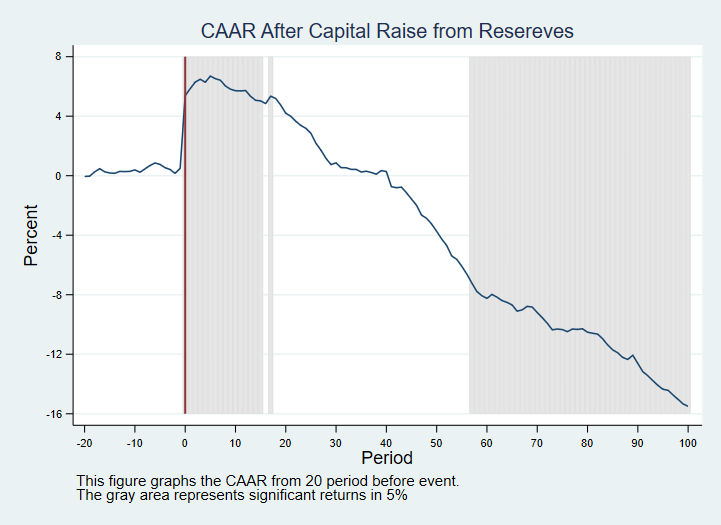 CAAR After Capital Raise from Resereves
8
4
0
-4
-8
-12
-16
Percent
-20 -10 0 10 20 30 40 50 60 70 80 90 100
Period
This figure graphs the CAAR from 20 period before event.
The gray area represents significant returns in 5%